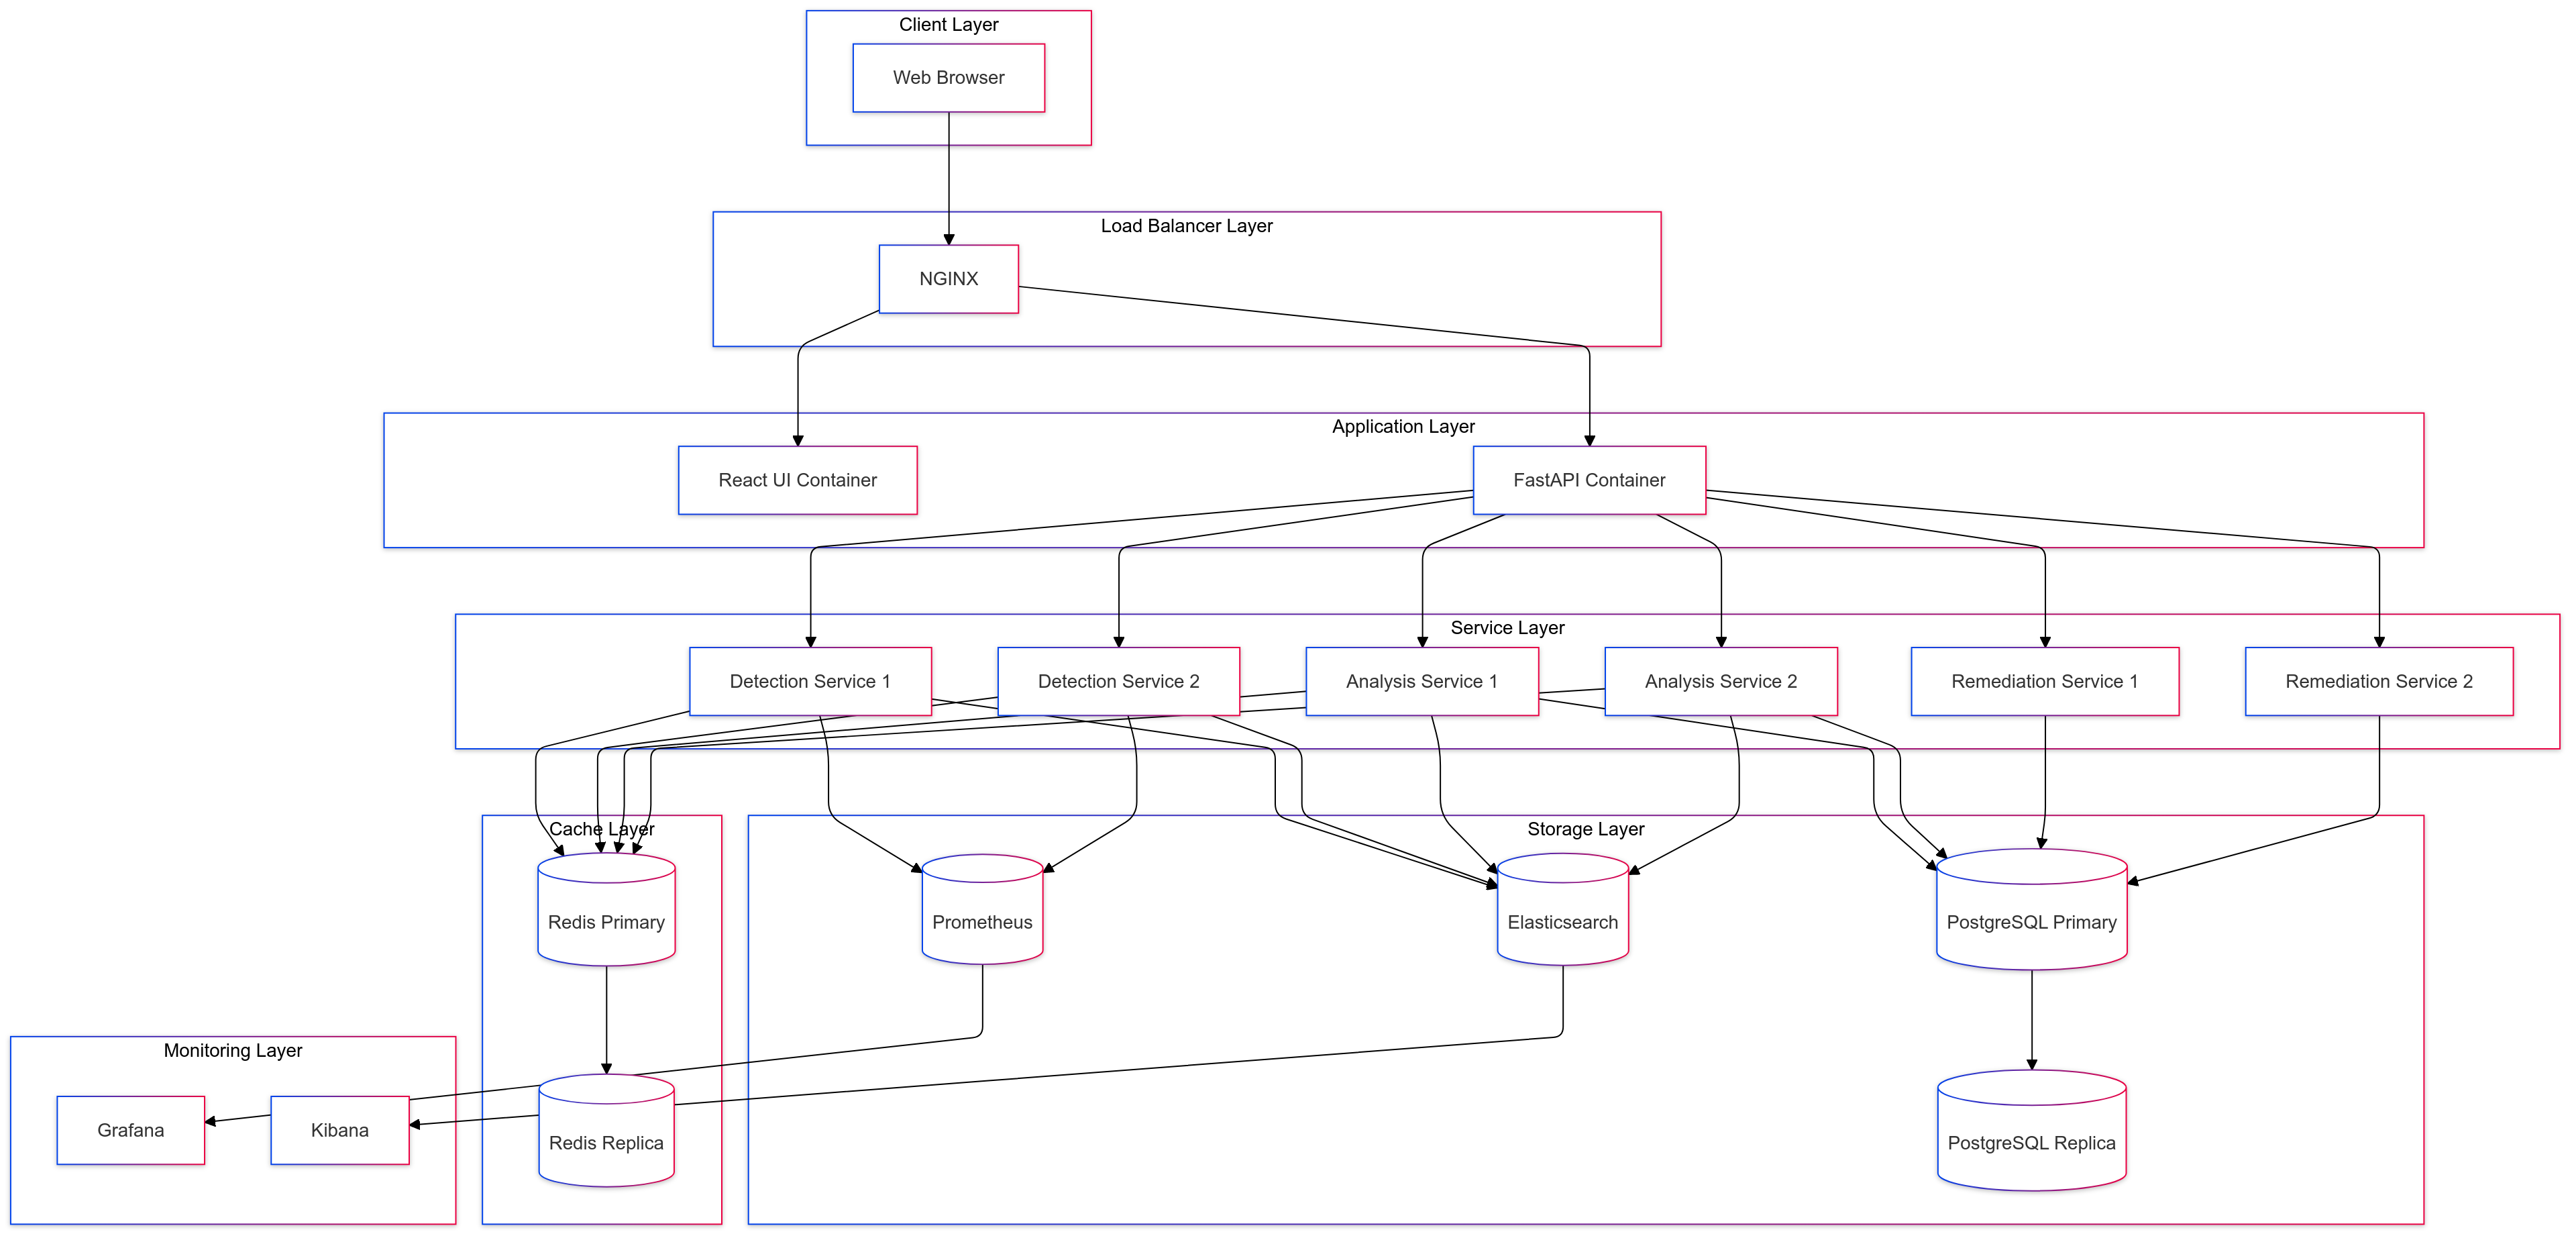 Client Layer
Web Browser
Load Balancer Layer
NGINX
Application Layer
React UI Container
FastAPI Container
Service Layer
Detection Service 1
Detection Service 2
Analysis Service 1
Analysis Service 2
Remediation Service 1
Remediation Service 2
Cache Layer
Storage Layer
Redis Primary
Prometheus
Elasticsearch
PostgreSQL Primary
Monitoring Layer
Grafana
Kibana
Redis Replica
PostgreSQL Replica